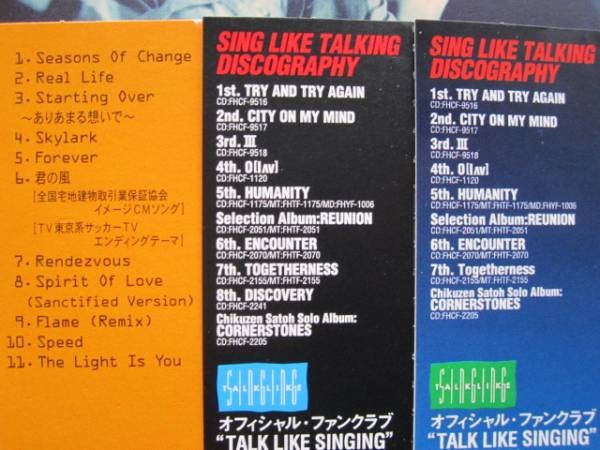 1. Seasons Of Change
2. Real Life
3. Starting Over
～ありあまる想いで～
4. Skylark
5. Forever
6. 君の風
[全国宅地建物取引業保証協会
イメージCMソング]
[TV東京系サッカーTV
エンディングテーマ]
7. Rendezvous
8. Spirit Of Love
(Sanctified Version)
9. Flame (Remix)
10. Speed
11. The Light Is You
SING LIKE TALKING
DISCOGRAPHY
1st. TRY AND TRY AGAIN
CD:FHCF-9516
2nd. CITY ON MY MIND
CD:FHCF-9517
3rd. III
CD:FHCF-9518
4th. 0[lʌv]
CD:FHCF-1120
5th. HUMANITY
CD:FHCF-1175/MT:FHTF-1175/MD:FHYF-1006
Selection Album:REUNION
CD:FHCF-2051/MT:FHTF-2051
6th. ENCOUNTER
CD:FHCF-2070/MT:FHTF-2070
7th. TOGETHERNESS
CD:FHCF-2155/MT:FHTF-2155
8th. DISCOVERY
CD:FHCF-2241
Chikuzen Satoh Solo Album:
CORNERSTONES
CD:FHCF-2205
TALK LIKE
SINGING
オフィシャル・ファンクラブ
“TALK LIKE SINGING”
SING LIKE TALKING
DISCOGRAPHY
1st. TRY AND TRY AGAIN
CD:FHCF-9516
2nd. CITY ON MY MIND
CD:FHCF-9517
3rd. III
CD:FHCF-9518
4th. 0[lʌv]
CD:FHCF-1120
5th. HUMANITY
CD:FHCF-1175/MT:FHTF-1175/MD:FHYF-1006
Selection Album:REUNION
CD:FHCF-2051/MT:FHTF-2051
6th. ENCOUNTER
CD:FHCF-2070/MT:FHTF-2070
7th. Togetherness
CD:FHCF-2155/MT:FHTF-2155
Chikuzen Satoh Solo Album:
CORNERSTONES
CD:FHCF-2205
TALK LIKE
SINGING
オフィシャル・ファンクラブ
“TALK LIKE SINGING”